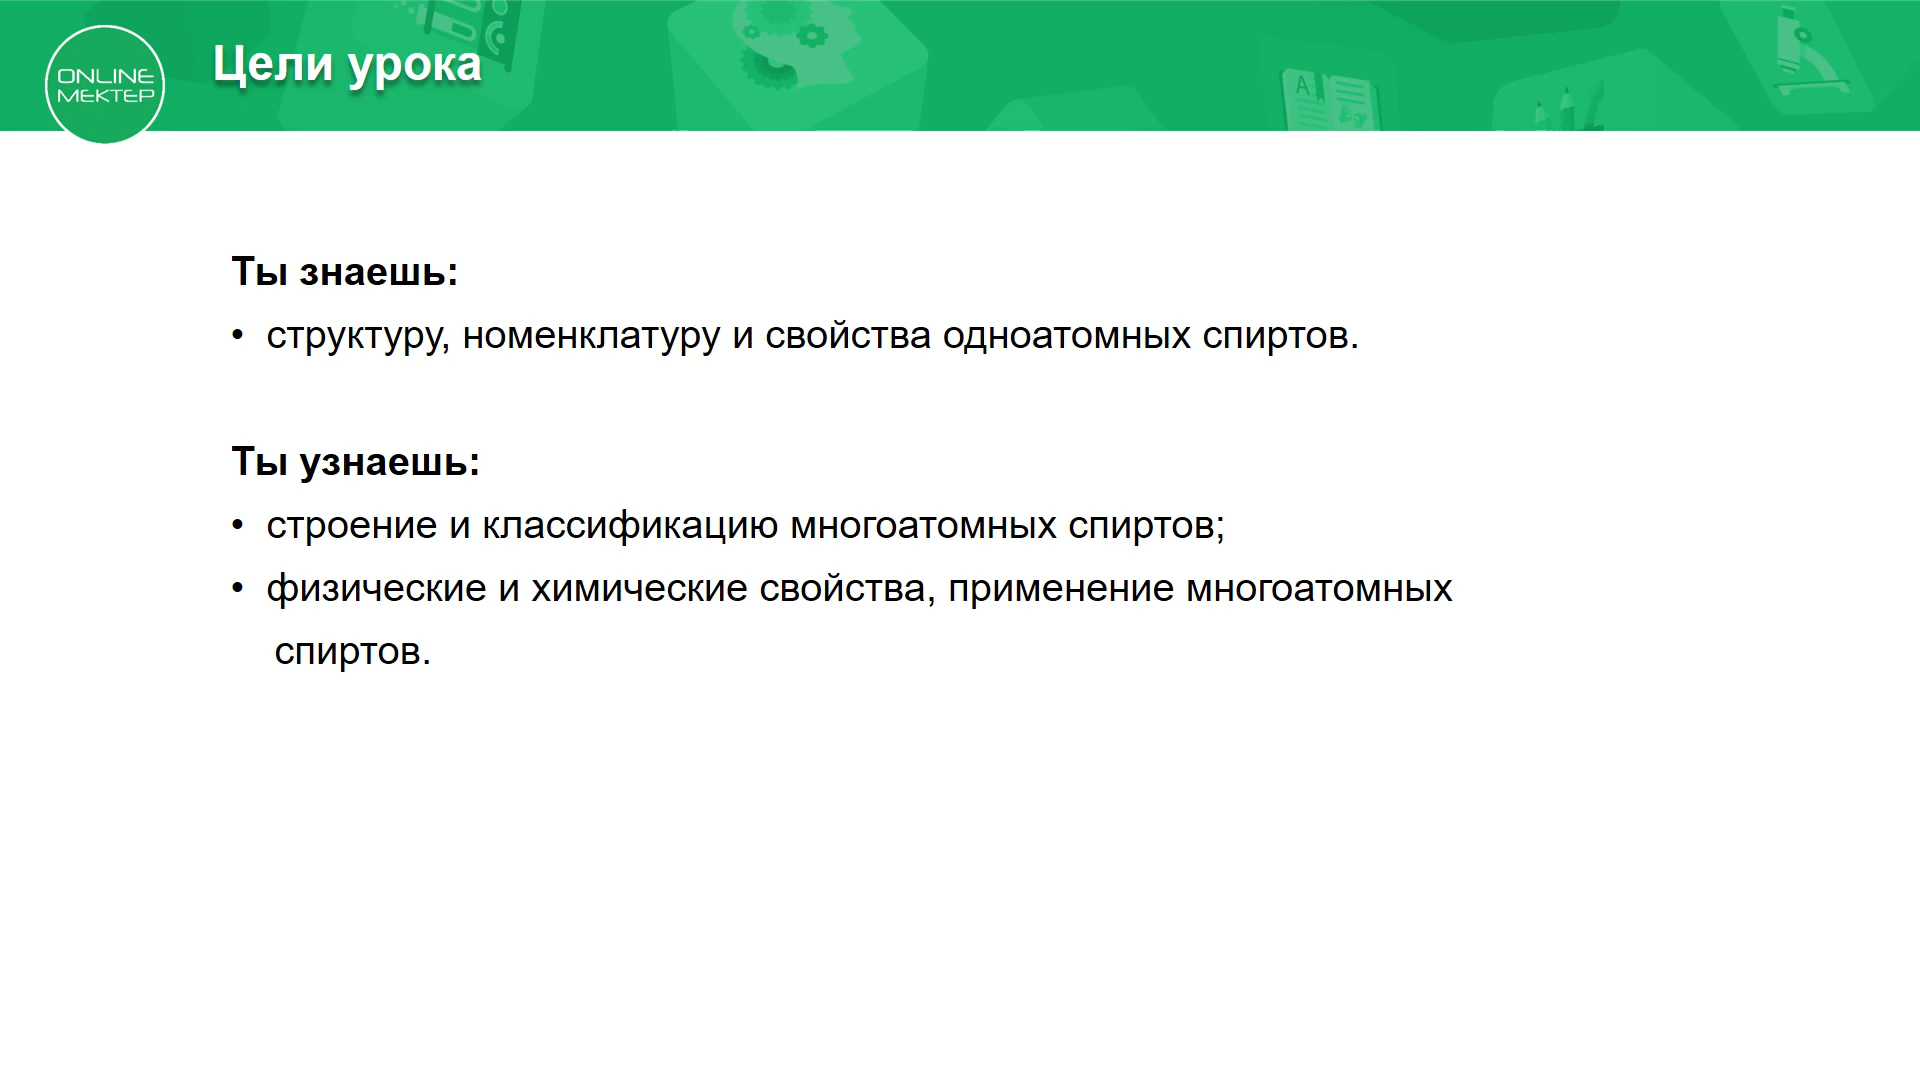 ONLINE
MEKTEP
Цели урока
Ты знаешь:
• структуру, номенклатуру и свойства одноатомных спиртов.
Ты узнаешь:
• строение и классификацию многоатомных спиртов;
• физические и химические свойства, применение многоатомных
спиртов.